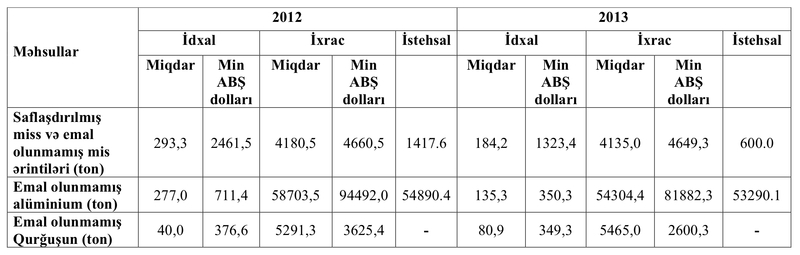 Məhsullar 2012 2013
İdxal İxrac İstehsal İdxal İxrac İstehsal
Miqdar Min ABŞ dolları Miqdar Min ABŞ dolları Miqdar Min ABŞ dolları Miqdar Min ABŞ dolları
Saflaşdırılmış
miss və emal
olunmamış mis
ərintiləri (ton)
293,3 2461,5 4180,5 4660,5 1417.6 184,2 1323,4 4135,0 4649,3 600.0
Emal olunmamış
alüminium (ton)
277,0 711,4 58703,5 94492,0 54890.4 135,3 350,3 54304,4 81882,3 53290.1
Emal olunmamış
Qurğuşun (ton)
40,0 376,6 5291,3 3625,4 - 80,9 349,3 5465,0 2600,3 -